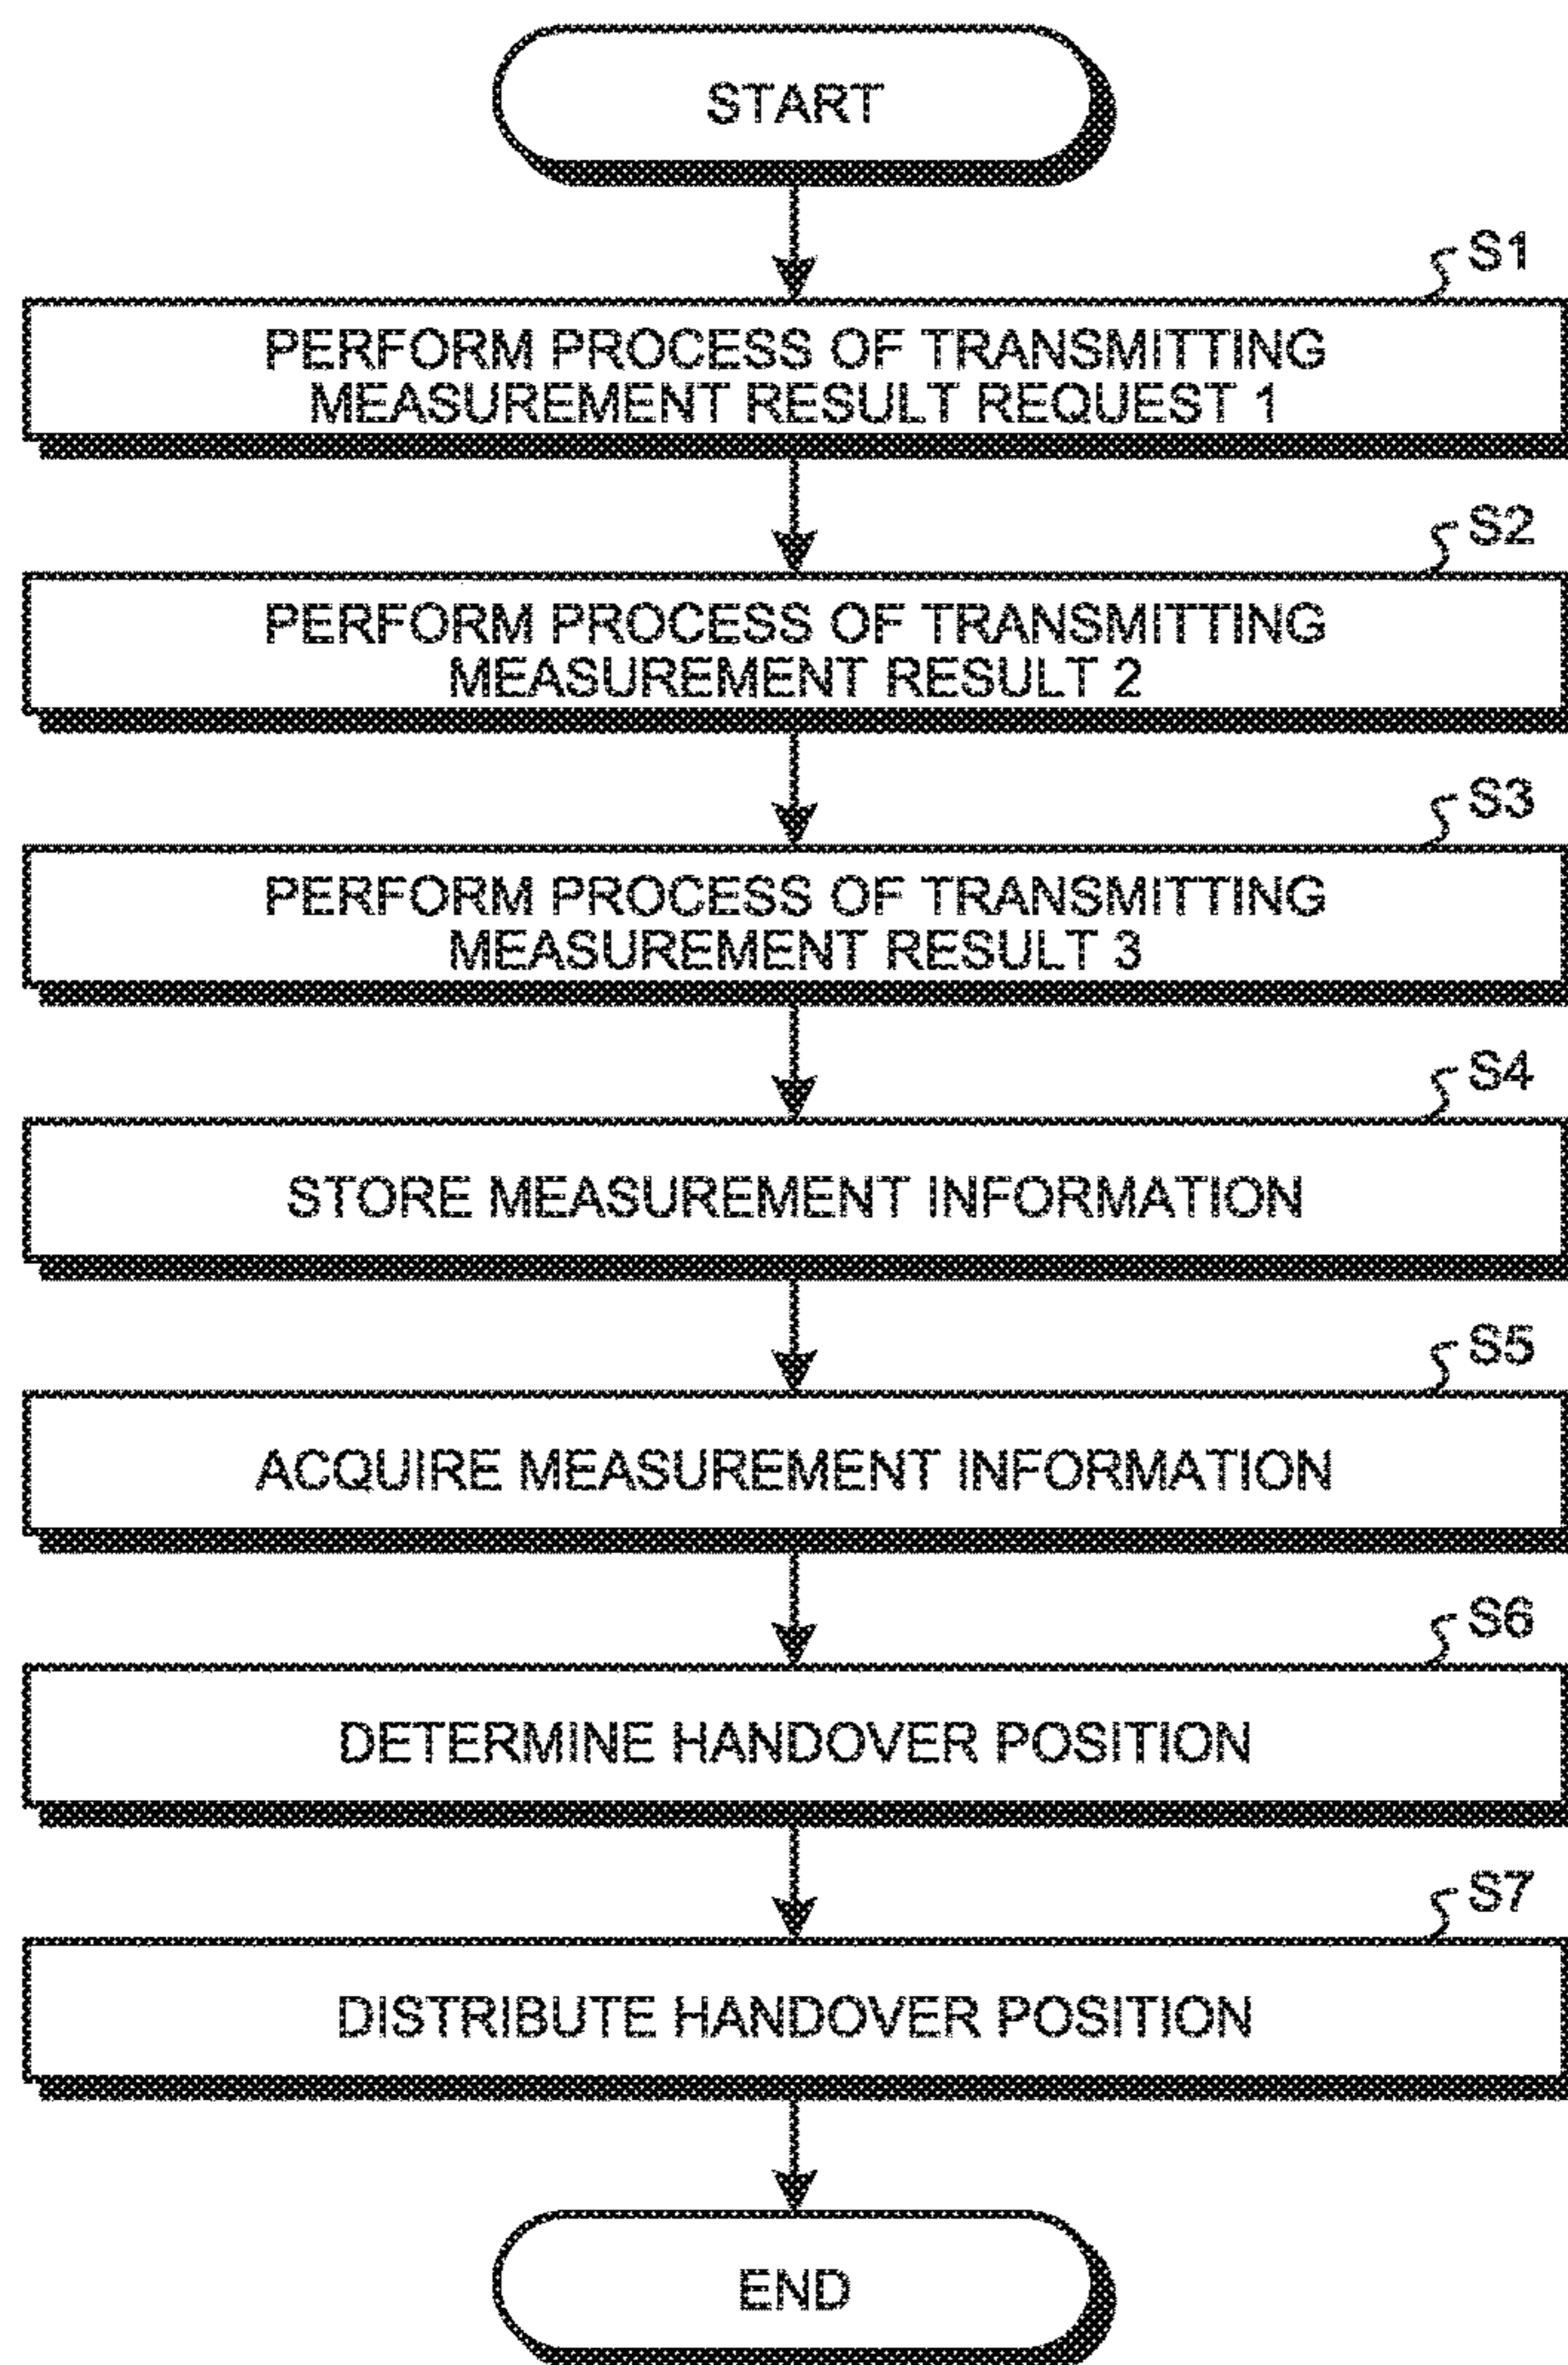 START
S1
PERFORM PROCESS OF TRANSMITTING
MEASUREMENT RESULT REQUEST 1
S2
PERFORM PROCESS OF TRANSMITTING
MEASUREMENT RESULT 2
S3
PERFORM PROCESS OF TRANSMITTING
MEASUREMENT RESULT 3
S4
STORE MEASUREMENT INFORMATION
S5
ACQUIRE MEASUREMENT INFORMATION
S6
DETERMINE HANDOVER POSITION
S7
DISTRIBUTE HANDOVER POSITION
END